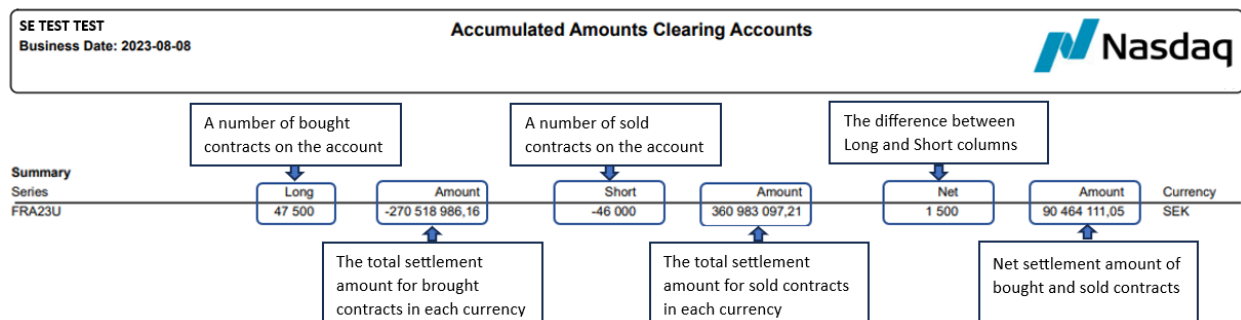 SE TEST TEST
Business Date: 2023-08-08
Accumulated Amounts Clearing Accounts
Nasdaq
A number of bought
contracts on the account
A number of sold
contracts on the account
The difference between
Long and Short columns
Summary
Series Long Amount Short Amount Net Amount Currency
FRA23U 47 500 -270 518 986,16 -46 000 360 983 097,21 1 500 90 464 111,05 SEK
The total settlement
amount for brought
contracts in each currency
The total settlement
amount for sold contracts
in each currency
Net settlement amount of
bought and sold contracts